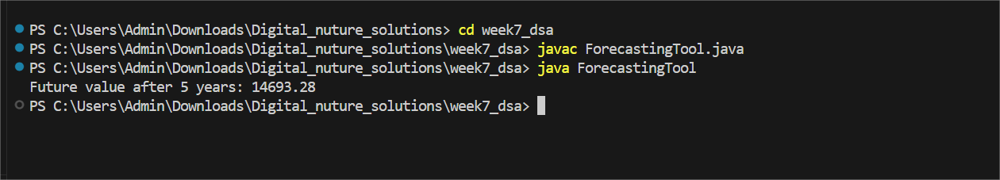 PS C:\Users\Admin\Downloads\Digital_nuture_solutions> cd week7_dsa
PS C:\Users\Admin\Downloads\Digital_nuture_solutions\week7_dsa> javac ForecastingTool.java
PS C:\Users\Admin\Downloads\Digital_nuture_solutions\week7_dsa> java ForecastingTool
Future value after 5 years: 14693.28
PS C:\Users\Admin\Downloads\Digital_nuture_solutions\week7_dsa>